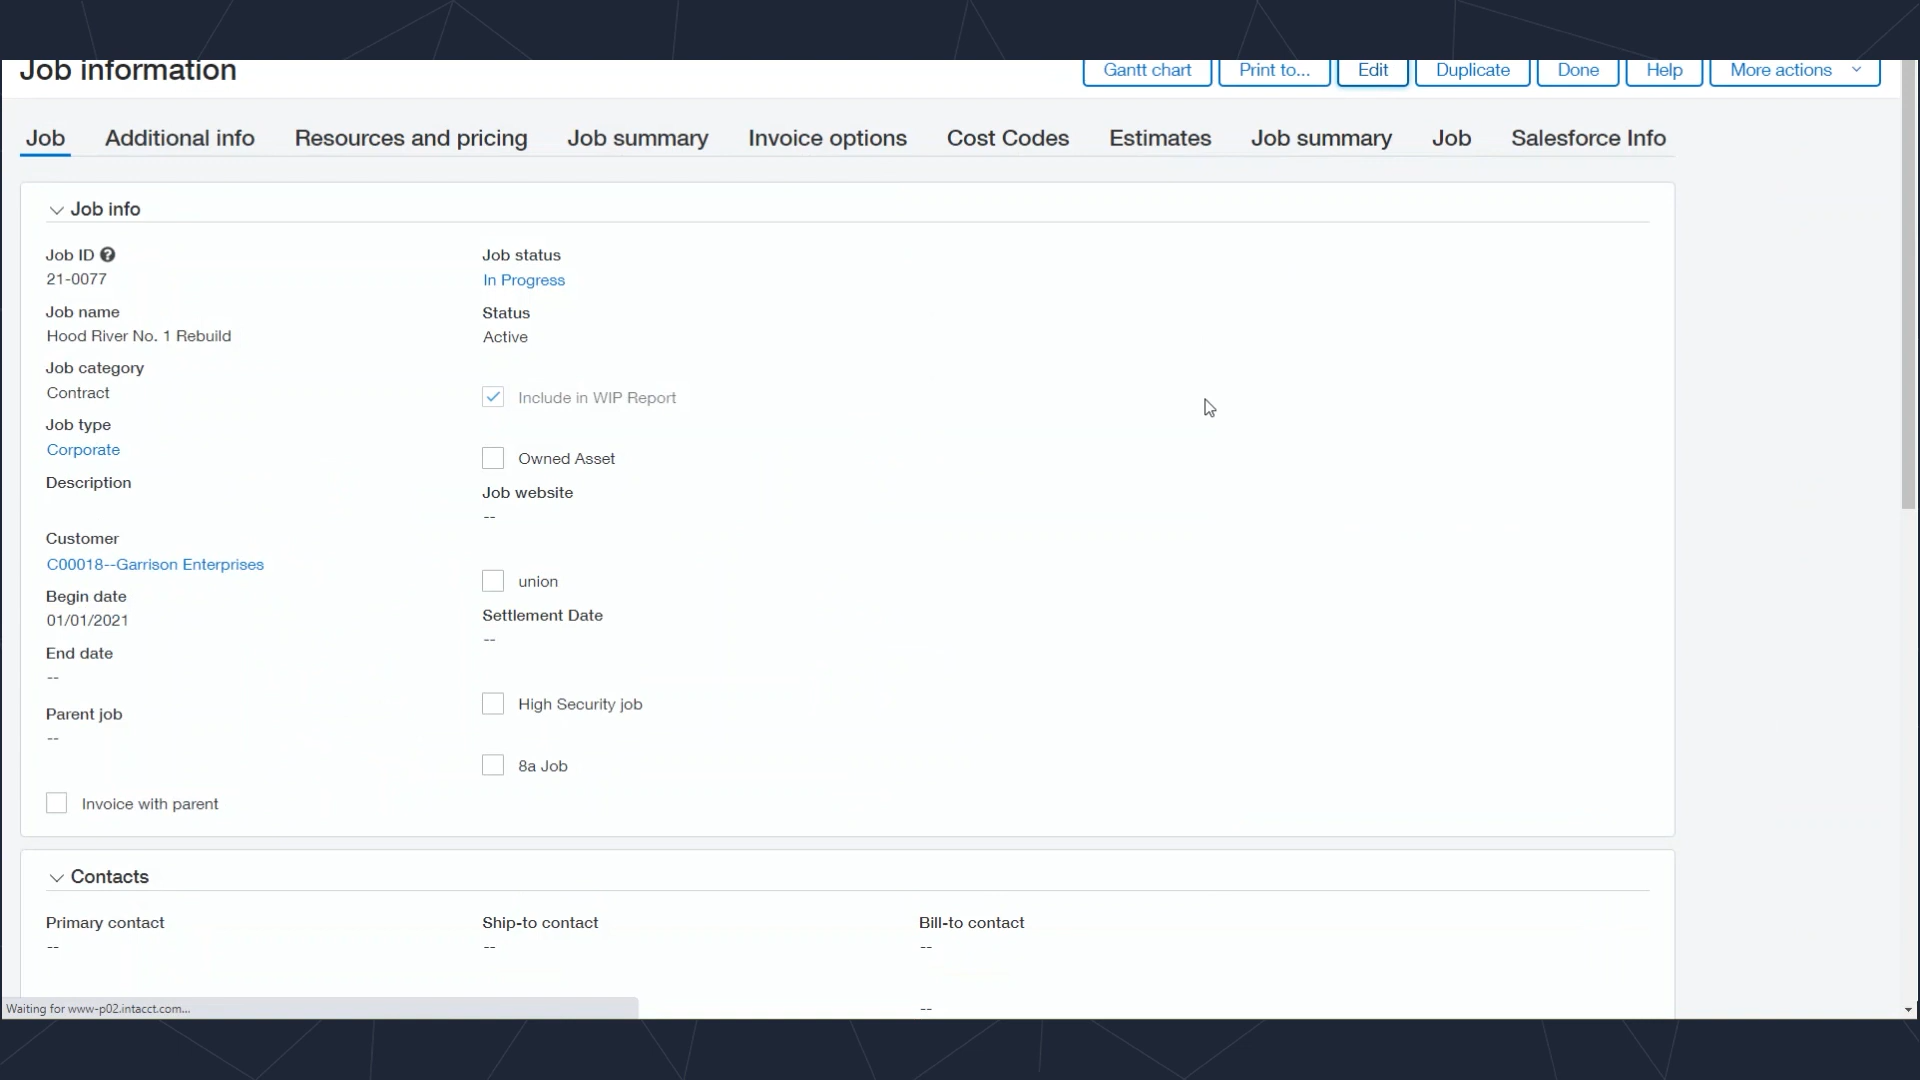 Job information
Gantt chart
Print to...
Edit
Duplicate
Done
Help
More actions
Job
Additional info
Resources and pricing
Job summary
Invoice options
Cost Codes
Estimates
Job summary
Job
Salesforce Info
Job info
Job ID
21-0077
Job name
Hood River No. 1 Rebuild
Job category
Contract
Job type
Corporate
Description
Customer
C00018--Garrison Enterprises
Begin date
01/01/2021
End date
--
Parent job
--
Invoice with parent
Job status
In Progress
Status
Active
Include in WIP Report
Owned Asset
Job website
--
union
Settlement Date
--
High Security job
8a Job
Contacts
Primary contact
--
Ship-to contact
--
Bill-to contact
--
--
Waiting for www-p02.intacct.com...